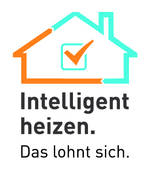 Intelligent
heizen.
Das lohnt sich.